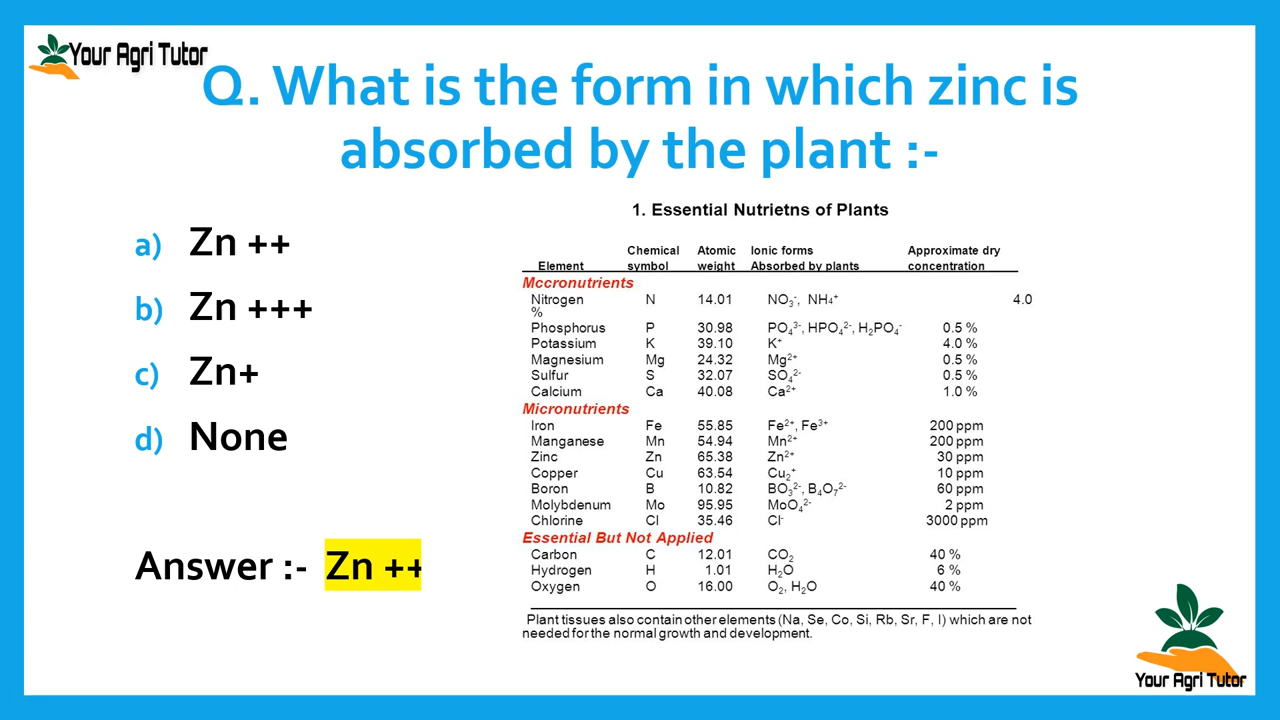 Your Agri Tutor
Q. What is the form in which zinc is
absorbed by the plant :-
a) Zn ++
b) Zn +++
c) Zn+
d) None
Answer :- Zn ++
1. Essential Nutrietns of Plants
Chemical Atomic Ionic forms Approximate dry
Element symbol weight Absorbed by plants concentration
Mccronutrients
Nitrogen N 14.01 NO₃⁻, NH₄⁺ 4.0
%
Phosphorus P 30.98 PO₄³⁻, HPO₄²⁻, H₂PO₄⁻ 0.5 %
Potassium K 39.10 K⁺ 4.0 %
Magnesium Mg 24.32 Mg²⁺ 0.5 %
Sulfur S 32.07 SO₄²⁻ 0.5 %
Calcium Ca 40.08 Ca²⁺ 1.0 %
Micronutrients
Iron Fe 55.85 Fe²⁺, Fe³⁺ 200 ppm
Manganese Mn 54.94 Mn²⁺ 200 ppm
Zinc Zn 65.38 Zn²⁺ 30 ppm
Copper Cu 63.54 Cu₂⁺ 10 ppm
Boron B 10.82 BO₃²⁻, B₄O₇²⁻ 60 ppm
Molybdenum Mo 95.95 MoO₄²⁻ 2 ppm
Chlorine Cl 35.46 Cl⁻ 3000 ppm
Essential But Not Applied
Carbon C 12.01 CO₂ 40 %
Hydrogen H 1.01 H₂O 6 %
Oxygen O 16.00 O₂, H₂O 40 %
Plant tissues also contain other elements (Na, Se, Co, Si, Rb, Sr, F, I) which are not
needed for the normal growth and development.
Your Agri Tutor